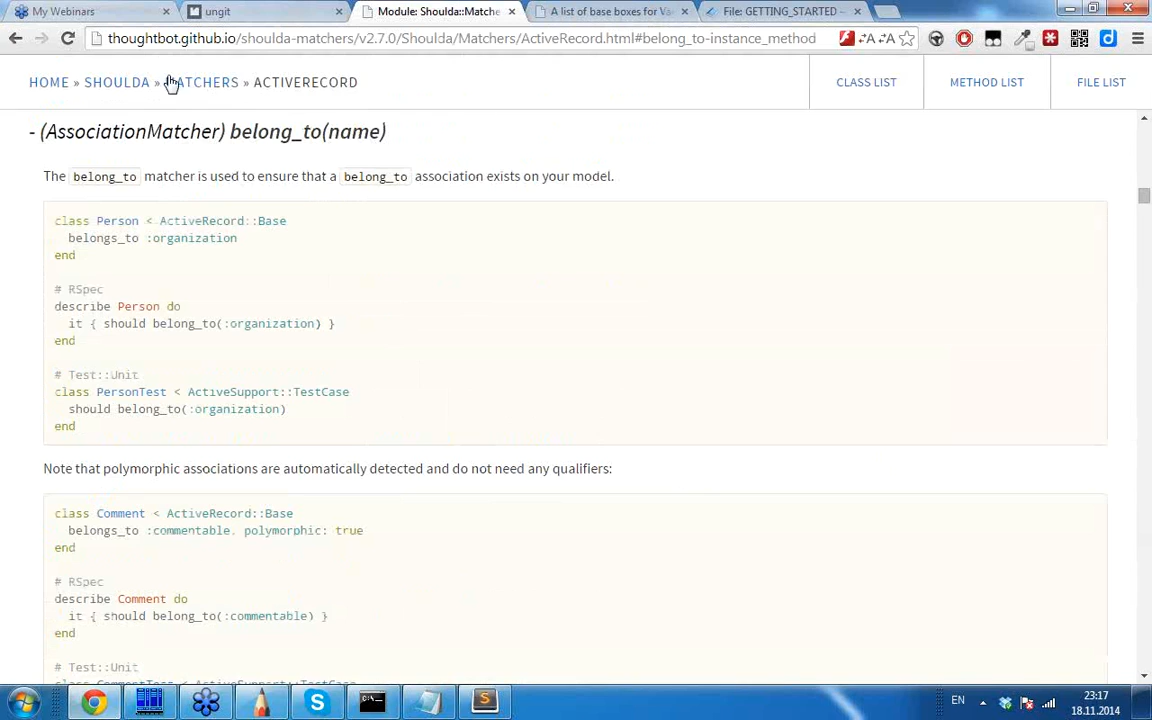 My Webinars
ungit
Module: Shoulda::Matche
A list of base boxes for Va
File: GETTING_STARTED -
thoughtbot.github.io/shoulda-matchers/v2.7.0/Shoulda/Matchers/ActiveRecord.html#belong_to-instance_method
HOME » SHOULDA » MATCHERS » ACTIVERECORD
CLASS LIST
METHOD LIST
FILE LIST
- (AssociationMatcher) belong_to(name)
The belong_to matcher is used to ensure that a belong_to association exists on your model.
class Person < ActiveRecord::Base
belongs_to :organization
end
# RSpec
describe Person do
it { should belong_to(:organization) }
end
# Test::Unit
class PersonTest < ActiveSupport::TestCase
should belong_to(:organization)
end
Note that polymorphic associations are automatically detected and do not need any qualifiers:
class Comment < ActiveRecord::Base
belongs_to :commentable, polymorphic: true
end
# RSpec
describe Comment do
it { should belong_to(:commentable) }
end
# Test::Unit
class CommentTest < ActiveSupport::TestCase
EN
23:17
18.11.2014